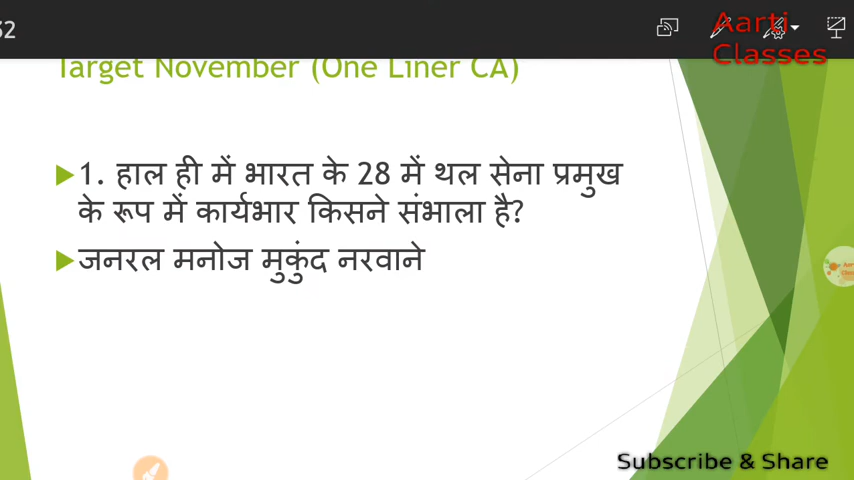 32
Aarti
Classes
Target November (One Liner CA)
1. हाल ही में भारत के 28 में थल सेना प्रमुख
के रूप में कार्यभार किसने संभाला है?
जनरल मनोज मुकुंद नरवाने
Subscribe & Share